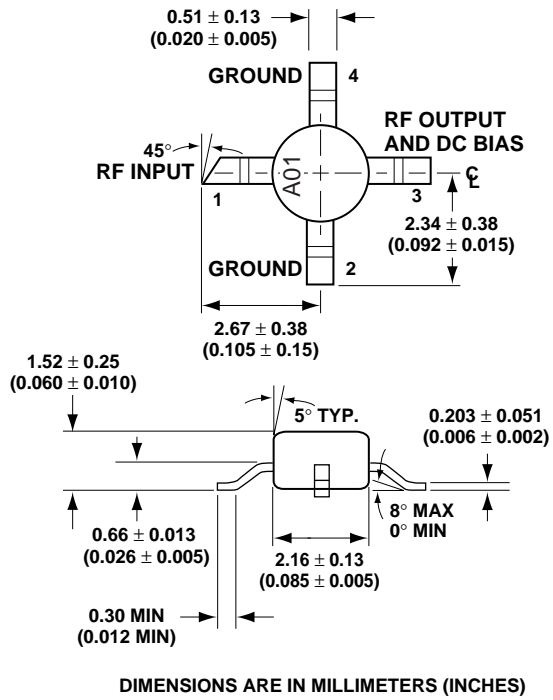 0.51 ± 0.13
(0.020 ± 0.005)
GROUND
4
RF OUTPUT
AND DC BIAS
45°
RF INPUT
A01
1
3
℄
2.34 ± 0.38
(0.092 ± 0.015)
GROUND
2
2.67 ± 0.38
(0.105 ± 0.15)
1.52 ± 0.25
(0.060 ± 0.010)
5° TYP.
0.203 ± 0.051
(0.006 ± 0.002)
8° MAX
0° MIN
0.66 ± 0.013
(0.026 ± 0.005)
2.16 ± 0.13
(0.085 ± 0.005)
0.30 MIN
(0.012 MIN)
DIMENSIONS ARE IN MILLIMETERS (INCHES)